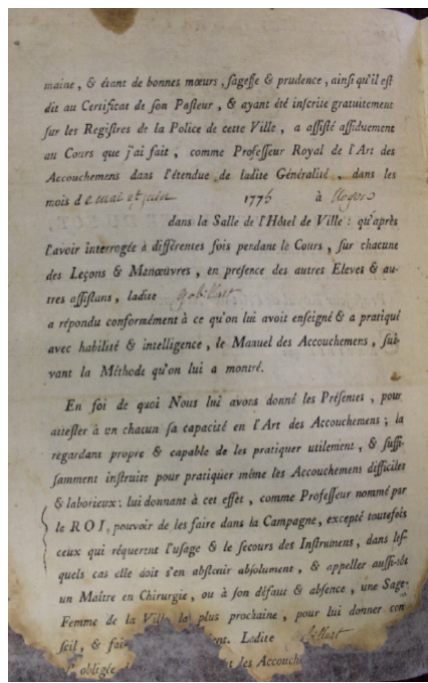 maine, & étant de bonnes mœurs, sagesse & prudence, ainsi qu'il est
dit au Certificat de son Pasteur, & ayant été inscrite gratuitement
sur les Registres de la Police de cette Ville, a assisté assiduement
au Cours que j'ai fait, comme Professeur Royal de l'Art des
Accouchemens dans l'étendue de ladite Généralité, dans les
mois de mai et juin 1775 à
dans la Salle de l'Hôtel de Ville : qu'après
l'avoir interrogée à différentes fois pendant le Cours, sur chacune
des Leçons & Manœuvres, en présence des autres Eleves & au-
tres assistans, ladite gobillart
a répondu conformément à ce qu'on lui avoit enseigné & a pratiqué
avec habilité & intelligence, le Manuel des Accouchemens, sui-
vant la Méthode qu'on lui a montré.
En foi de quoi Nous lui avons donné les Présentes, pour
attester à un chacun sa capacité en l'Art des Accouchemens ; la
regardant propre & capable de les pratiquer utilement, & suffi-
samment instruite pour pratiquer même les Accouchemens difficiles
& laborieux : lui donnant à cet effet, comme Professeur nommé par
le ROI, pouvoir de les faire dans la Campagne, excepté toutefois
ceux qui réquerent l'usage & le secours des Instrumens, dans les-
quels cas elle doit s'en abstenir absolument, & appeller aussi-tôt
un Maître en Chirurgie, ou à son défaut & absence, une Sage-
Femme de la Ville la plus prochaine, pour lui donner con-
seil, & Ladite gobillart
obligée les